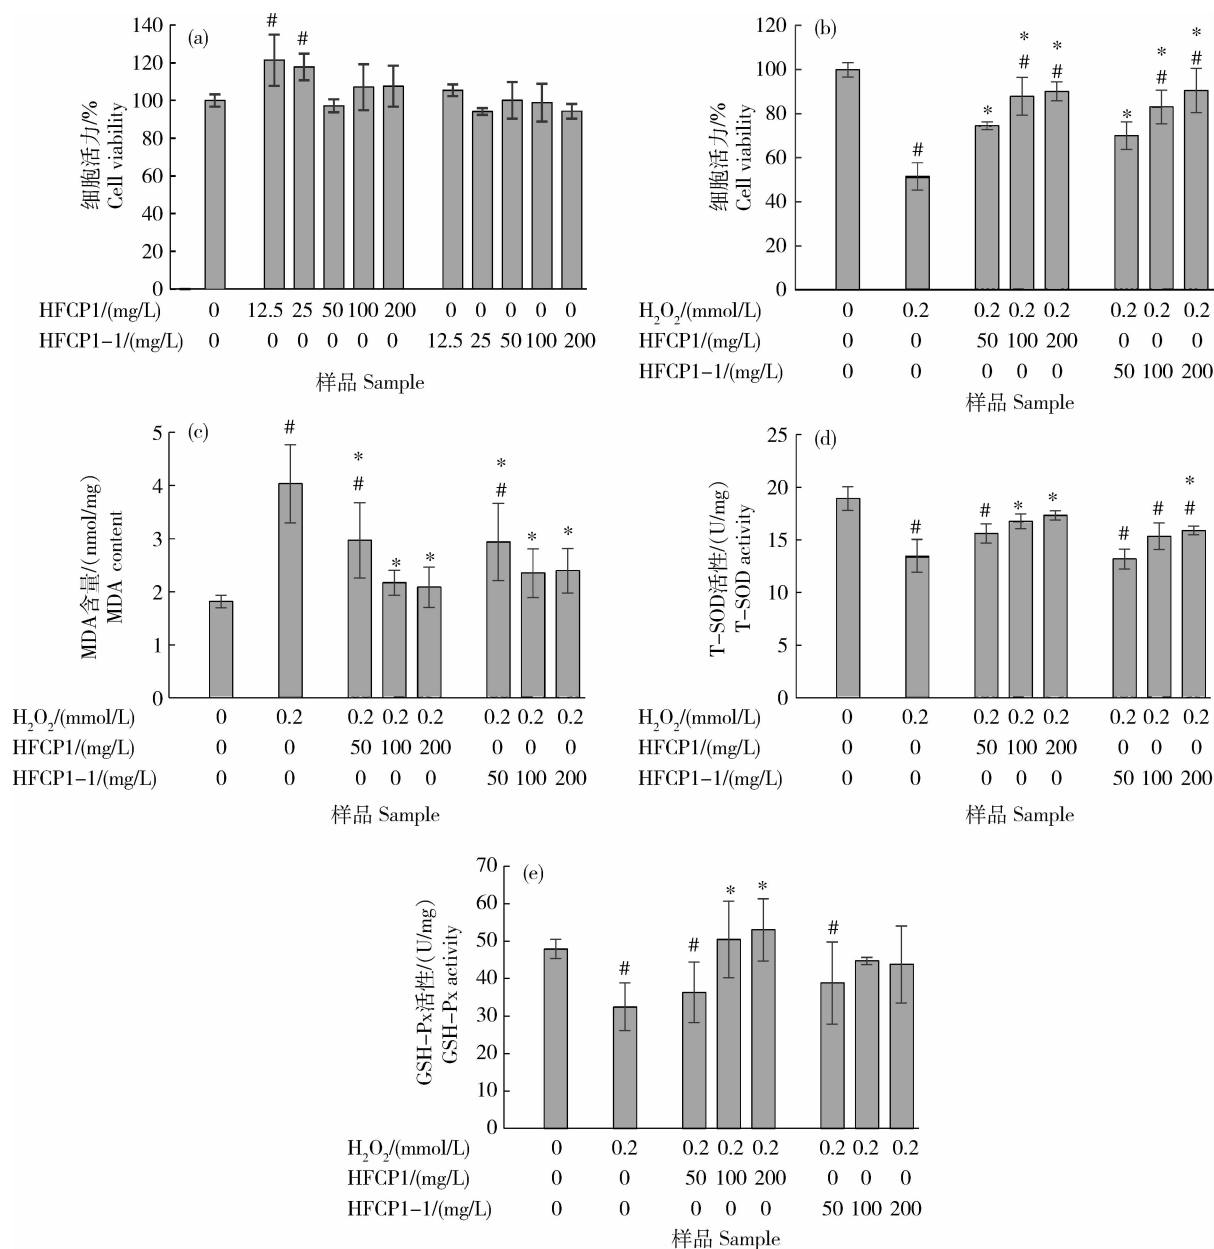 (a)
140
120
100
80
60
40
20
0
细胞活力/%
Cell viability
# #
HFCP1/(mg/L) 0 12.5 25 50 100 200 0 0 0 0 0
HFCP1-1/(mg/L) 0 0 0 0 0 0 12.5 25 50 100 200
样品 Sample
(b)
120
100
80
60
40
20
0
细胞活力/%
Cell viability
# * * # * # * * # * #
H₂O₂/(mmol/L) 0 0.2 0.2 0.2 0.2 0.2 0.2 0.2
HFCP1/(mg/L) 0 0 50 100 200 0 0 0
HFCP1-1/(mg/L) 0 0 0 0 0 50 100 200
样品 Sample
(c)
5
4
3
2
1
0
MDA含量/(nmol/mg)
MDA content
# * # * * * # * *
H₂O₂/(mmol/L) 0 0.2 0.2 0.2 0.2 0.2 0.2 0.2
HFCP1/(mg/L) 0 0 50 100 200 0 0 0
HFCP1-1/(mg/L) 0 0 0 0 0 50 100 200
样品 Sample
(d)
25
20
15
10
5
0
T-SOD活性/(U/mg)
T-SOD activity
# # * * # # * #
H₂O₂/(mmol/L) 0 0.2 0.2 0.2 0.2 0.2 0.2 0.2
HFCP1/(mg/L) 0 0 50 100 200 0 0 0
HFCP1-1/(mg/L) 0 0 0 0 0 50 100 200
样品 Sample
(e)
70
60
50
40
30
20
10
0
GSH-Px活性/(U/mg)
GSH-Px activity
# # * * #
H₂O₂/(mmol/L) 0 0.2 0.2 0.2 0.2 0.2 0.2 0.2
HFCP1/(mg/L) 0 0 50 100 200 0 0 0
HFCP1-1/(mg/L) 0 0 0 0 0 50 100 200
样品 Sample